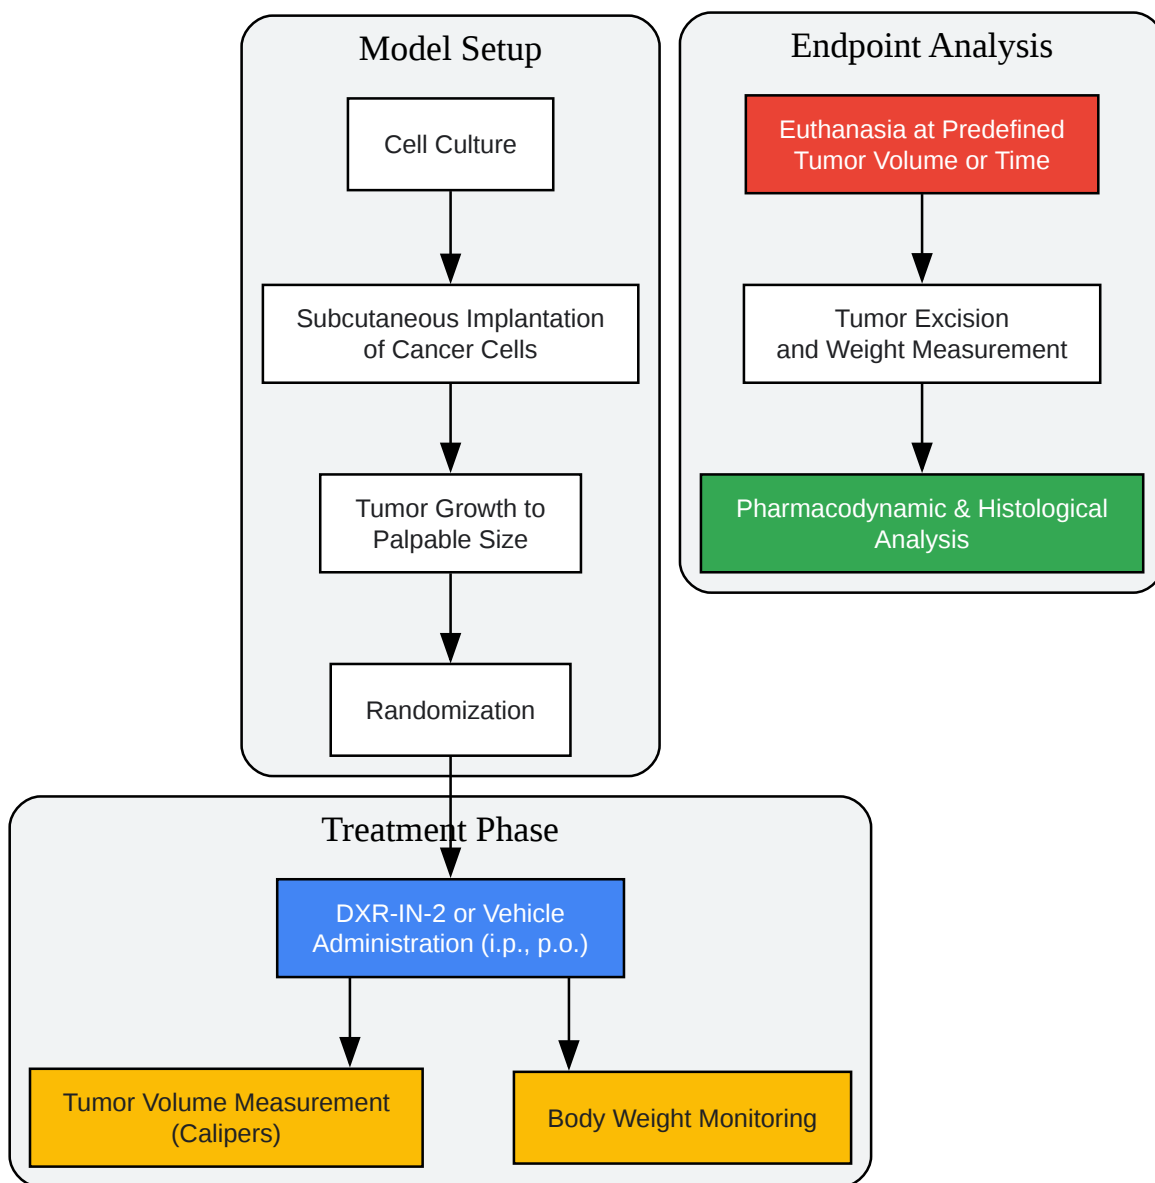 Model Setup
Cell Culture
Subcutaneous Implantation
of Cancer Cells
Tumor Growth to
Palpable Size
Randomization
Endpoint Analysis
Euthanasia at Predefined
Tumor Volume or Time
Tumor Excision
and Weight Measurement
Pharmacodynamic & Histological
Analysis
Treatment Phase
DXR-IN-2 or Vehicle
Administration (i.p., p.o.)
Tumor Volume Measurement
(Calipers)
Body Weight Monitoring